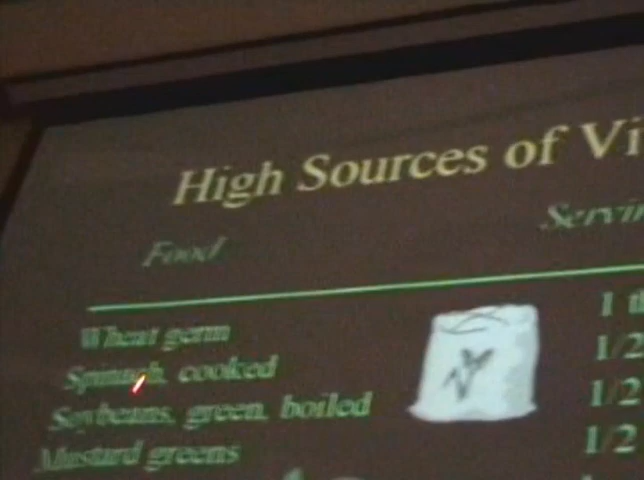 High Sources of Vi
Food Servin
Wheat germ 1 t
Spinach, cooked 1/2
Soybeans, green, boiled 1/2
Mustard greens 1/2